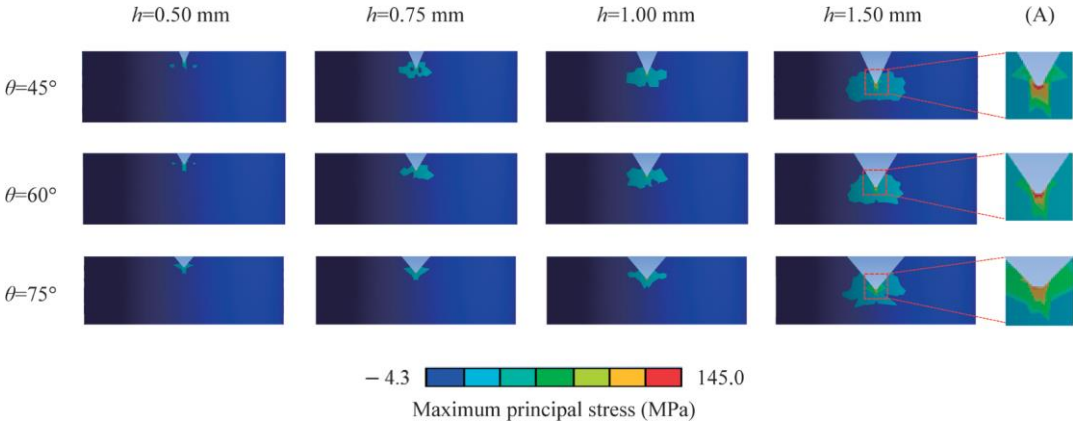 h=0.50 mm h=0.75 mm h=1.00 mm h=1.50 mm (A)
θ=45°
θ=60°
θ=75°
− 4.3 145.0
Maximum principal stress (MPa)